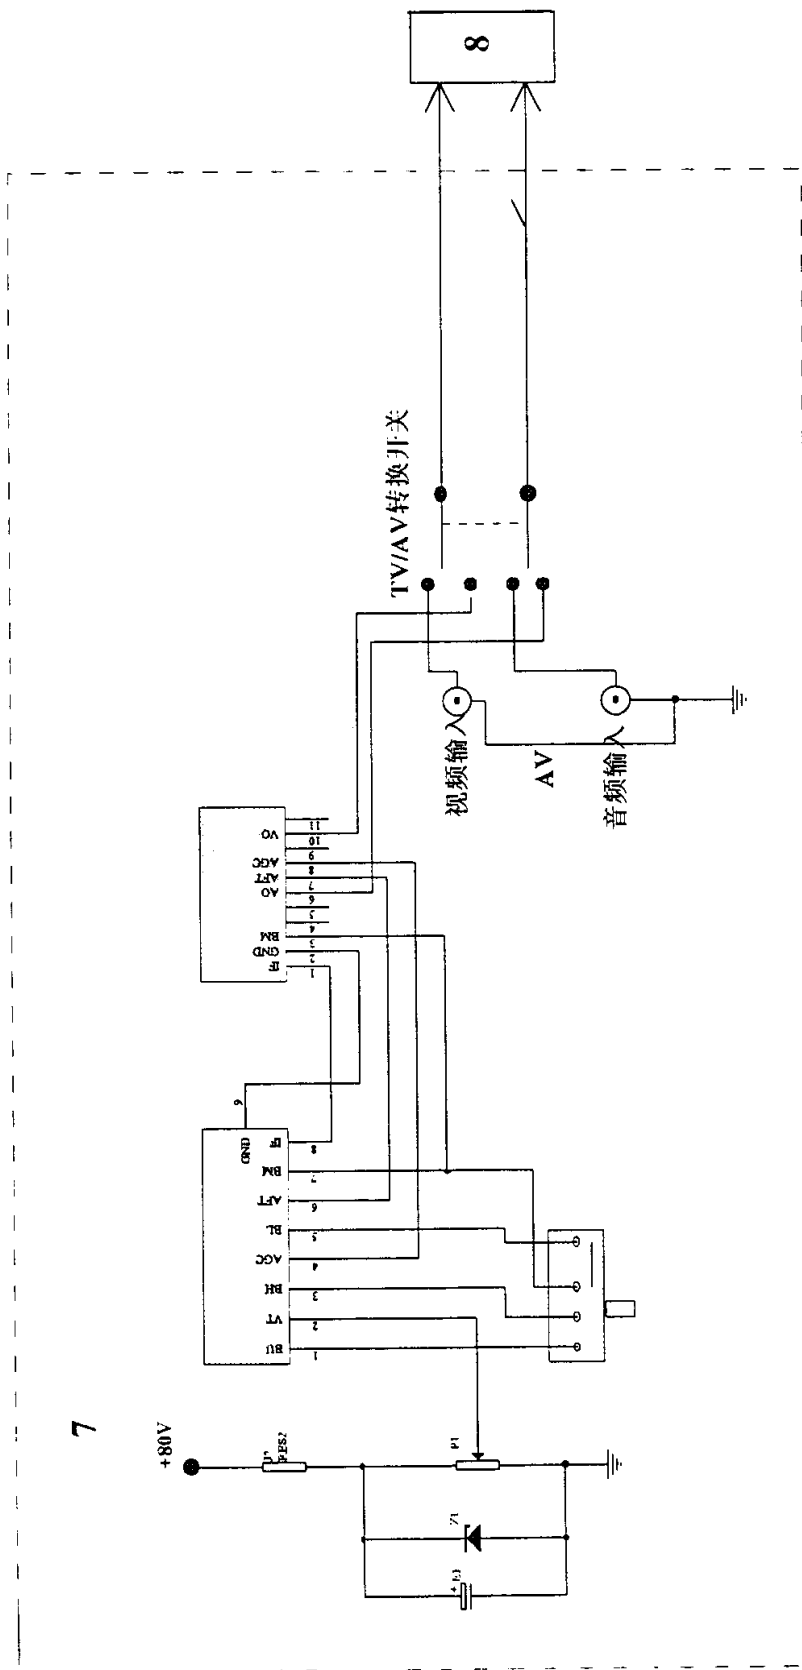 8
TV/AV转换开关
视频输入
AV
音频输入
VO
AGC
AFT
AO
BM
GND
IF
11
10
9
8
7
6
5
4
3
2
1
9
GND
IF
BM
AFT
BL
AGC
BH
VT
BU
8
7
6
5
4
3
2
1
7
+80V
RES2
P1
+